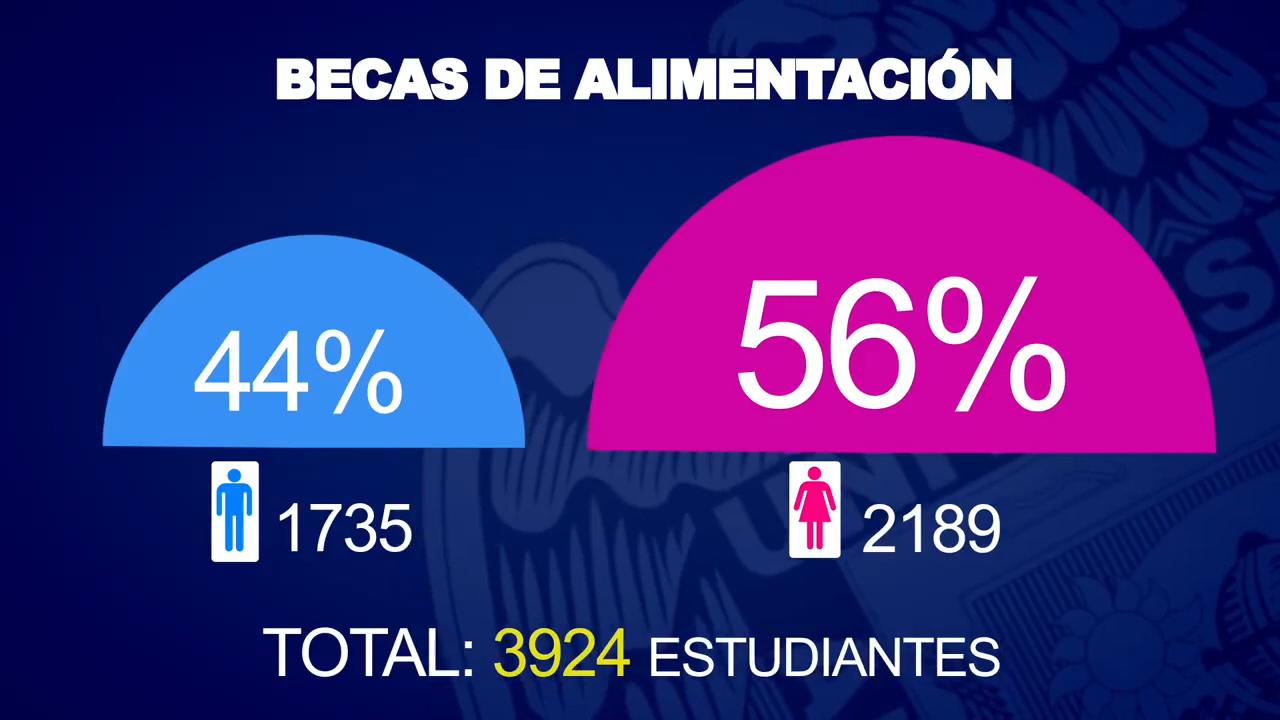 BECAS DE ALIMENTACIÓN
44%
56%
1735
2189
TOTAL: 3924 ESTUDIANTES